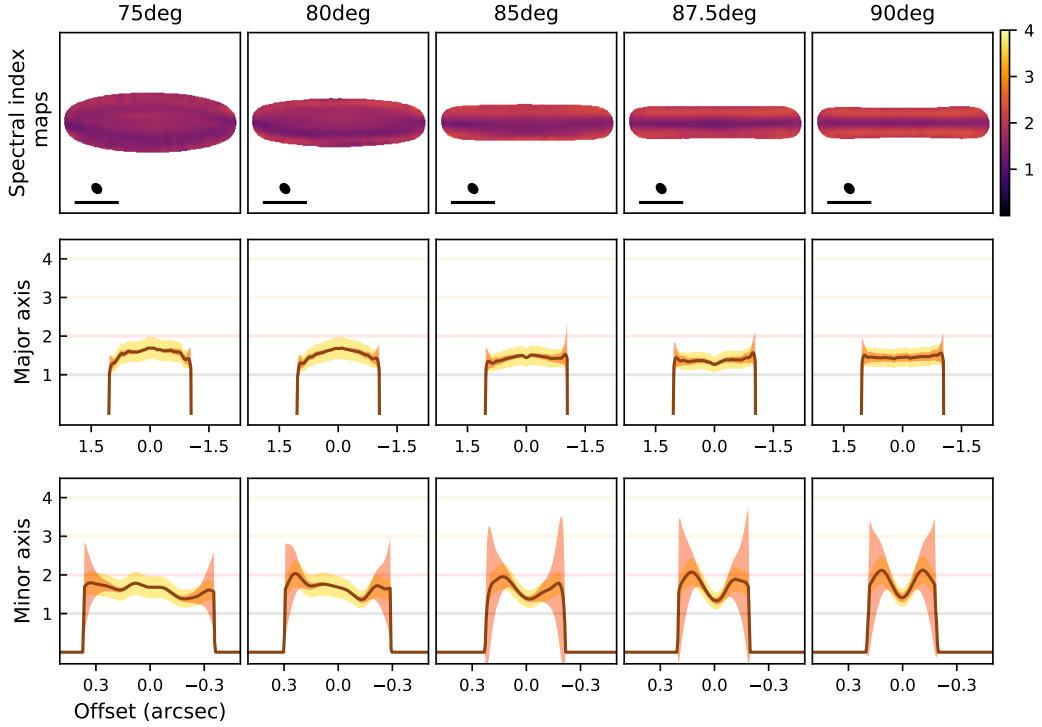 75deg 80deg 85deg 87.5deg 90deg
Spectral index
maps
4
3
2
1
Major axis
4
3
2
1
1.5 0.0 −1.5 1.5 0.0 −1.5 1.5 0.0 −1.5 1.5 0.0 −1.5 1.5 0.0 −1.5
Minor axis
4
3
2
1
0.3 0.0 −0.3 0.3 0.0 −0.3 0.3 0.0 −0.3 0.3 0.0 −0.3 0.3 0.0 −0.3
Offset (arcsec)